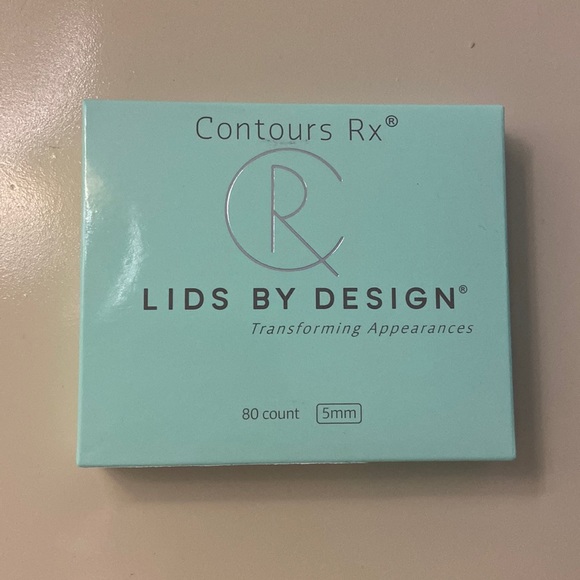 Contours Rx®
CR
LIDS BY DESIGN®
Transforming Appearances
80 count 5mm